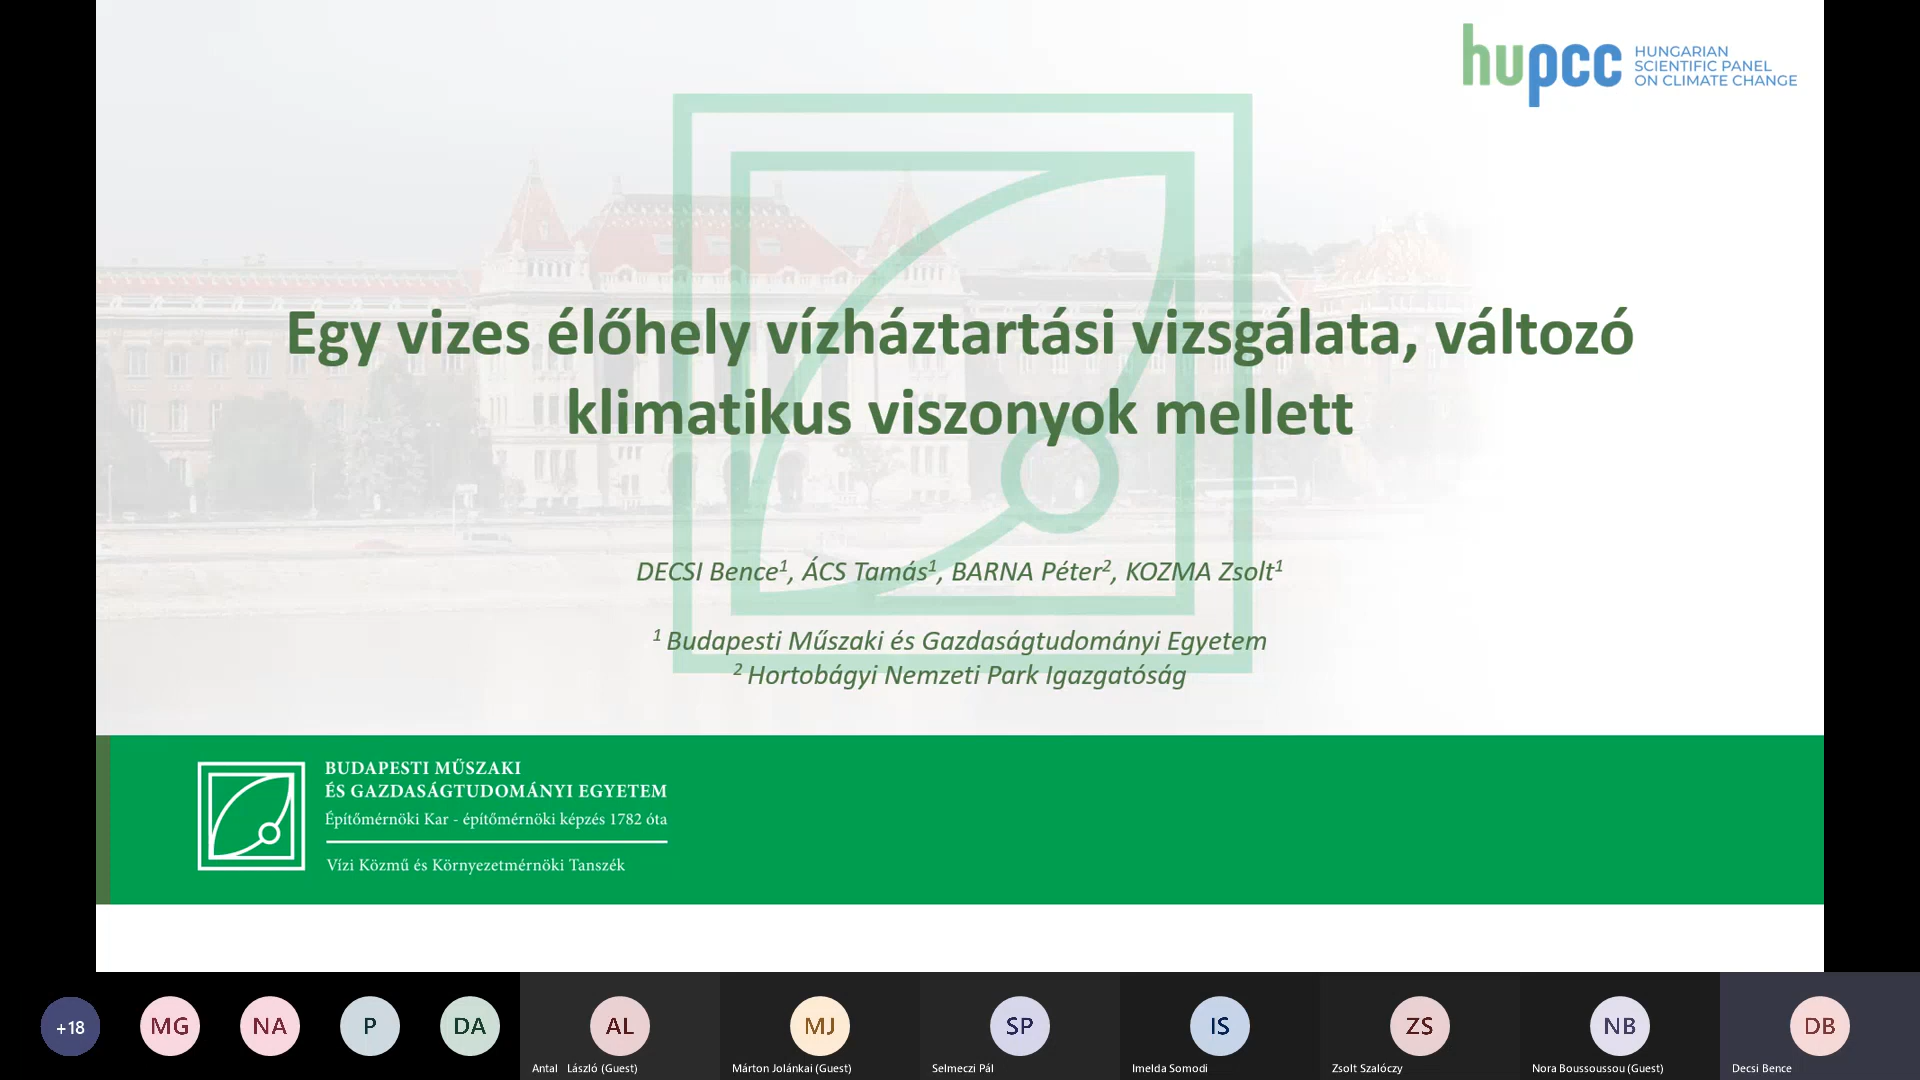 hupcc
HUNGARIAN
SCIENTIFIC PANEL
ON CLIMATE CHANGE
Egy vizes élőhely vízháztartási vizsgálata, változó
klimatikus viszonyok mellett
DECSI Bence¹, ÁCS Tamás¹, BARNA Péter², KOZMA Zsolt¹
¹ Budapesti Műszaki és Gazdaságtudományi Egyetem
² Hortobágyi Nemzeti Park Igazgatóság
BUDAPESTI MŰSZAKI
ÉS GAZDASÁGTUDOMÁNYI EGYETEM
Építőmérnöki Kar - építőmérnöki képzés 1782 óta
Vízi Közmű és Környezetmérnöki Tanszék
+18 MG NA P DA AL MJ SP IS ZS NB DB
Antal László (Guest) Márton Jolánkai (Guest) Selmeczi Pál Imelda Somodi Zsolt Szalóczy Nora Boussoussou (Guest) Decsi Bence